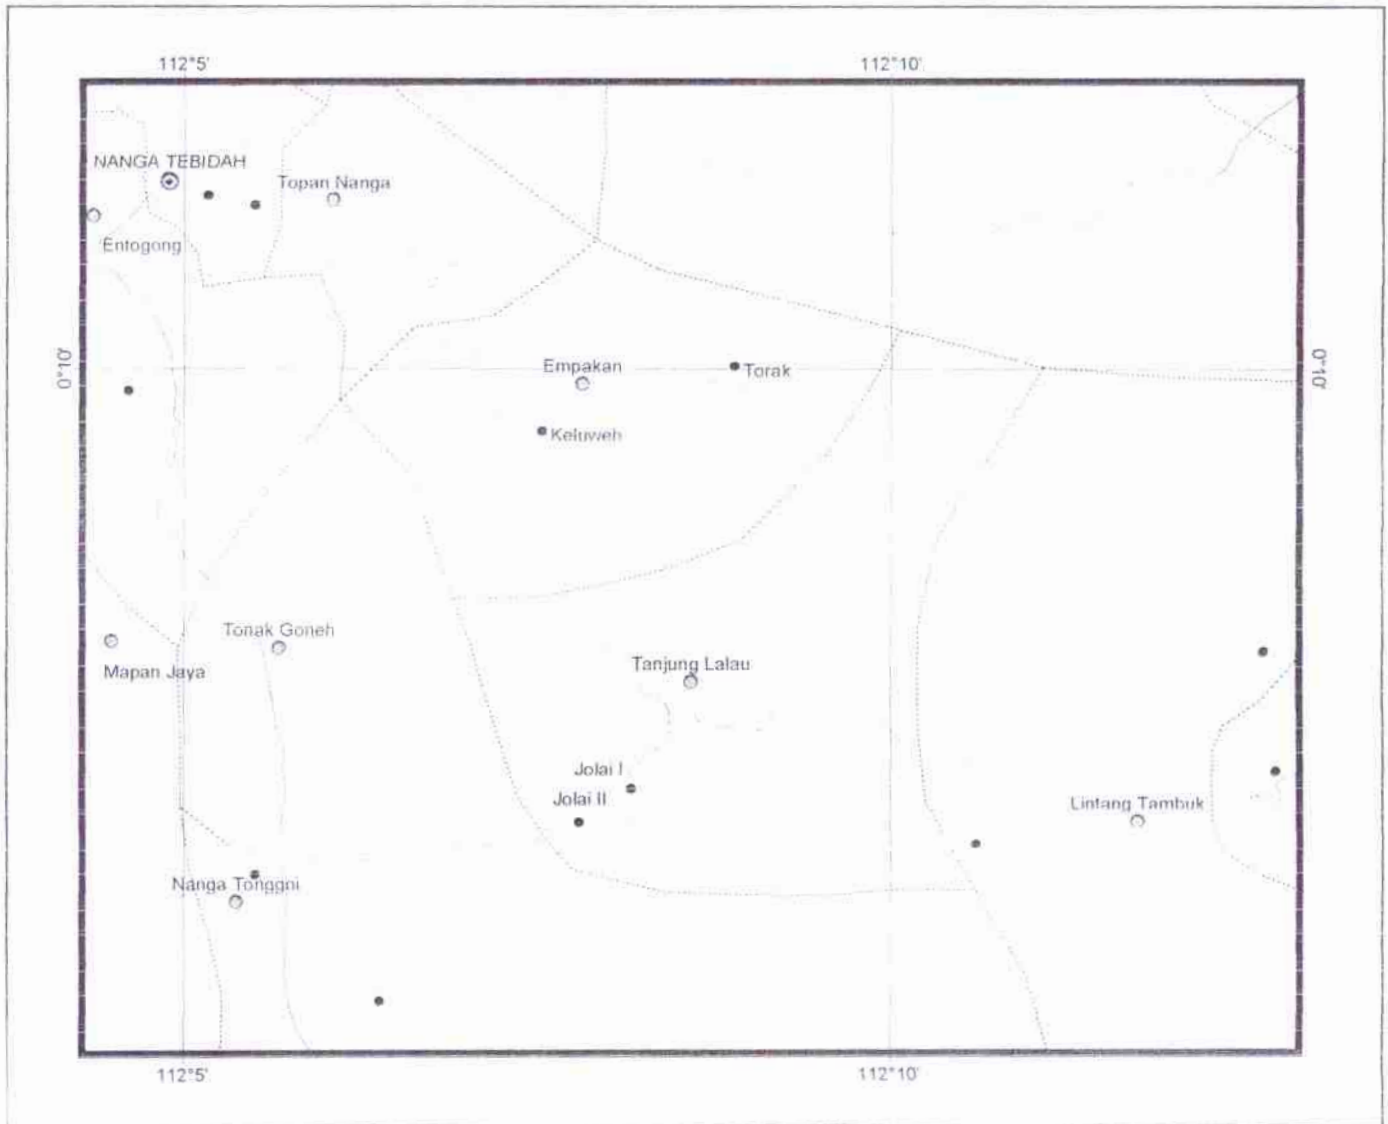 112°5' 112°10'
NANGA TEBIDAH
Topan Nanga
Entogong
0°10' 0°10'
Empakan
Torak
Keluweh
Tonak Goneh
Mapan Jaya
Tanjung Lalau
Jolai I
Jolai II
Lintang Tambuk
Nanga Tonggni
112°5' 112°10'